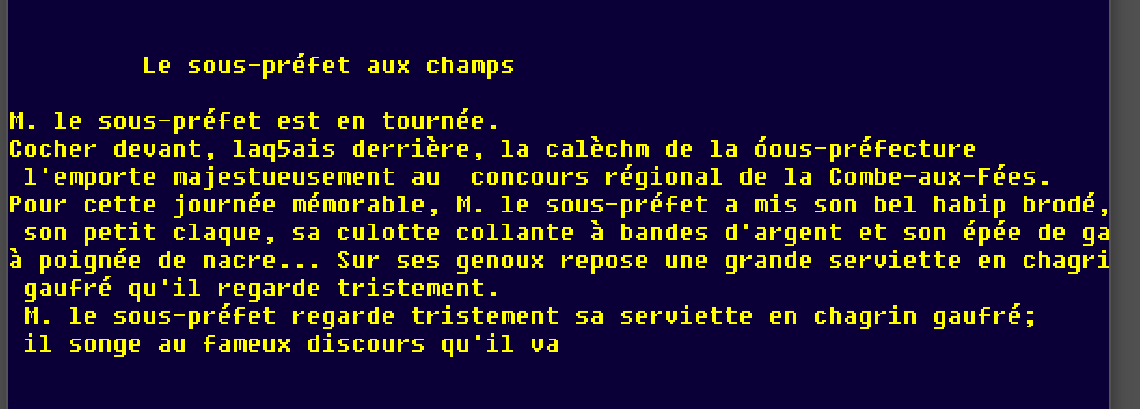 Le sous-préfet aux champs
M. le sous-préfet est en tournée.
Cocher devant, laq5ais derrière, la calèchm de la óous-préfecture
l'emporte majestueusement au  concours régional de la Combe-aux-Fées.
Pour cette journée mémorable, M. le sous-préfet a mis son bel habip brodé,
son petit claque, sa culotte collante à bandes d'argent et son épée de ga
à poignée de nacre... Sur ses genoux repose une grande serviette en chagri
gaufré qu'il regarde tristement.
M. le sous-préfet regarde tristement sa serviette en chagrin gaufré;
il songe au fameux discours qu'il va